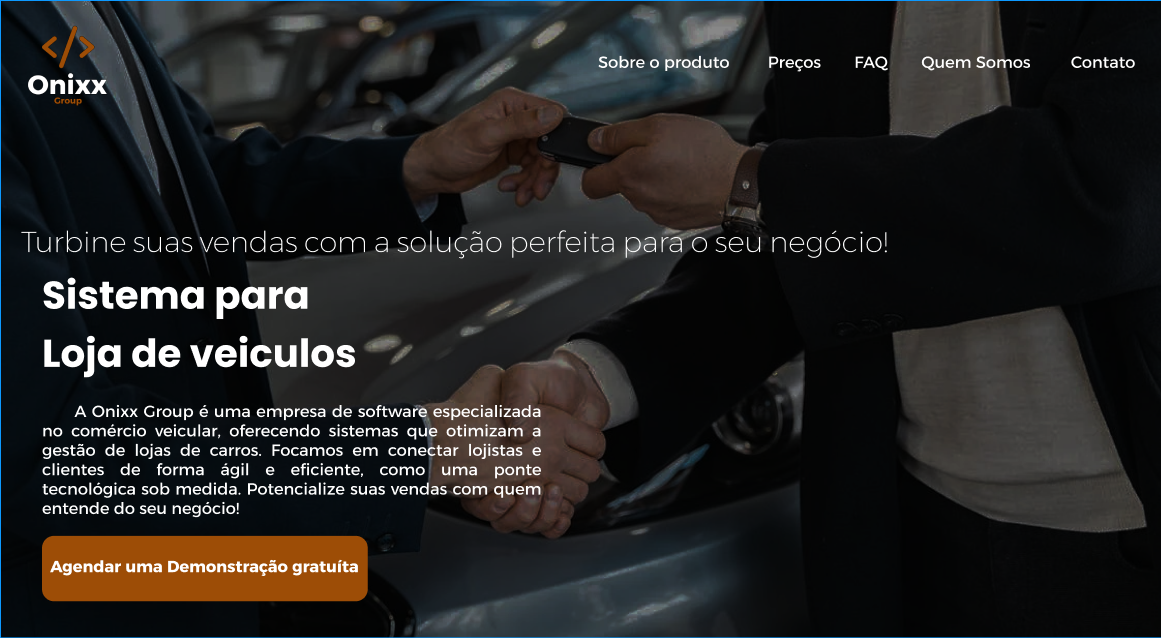 </>
Onixx
Group
Sobre o produto Preços FAQ Quem Somos Contato
Turbine suas vendas com a solução perfeita para o seu negócio!
Sistema para
Loja de veiculos
A Onixx Group é uma empresa de software especializada
no comércio veicular, oferecendo sistemas que otimizam a
gestão de lojas de carros. Focamos em conectar lojistas e
clientes de forma ágil e eficiente, como uma ponte
tecnológica sob medida. Potencialize suas vendas com quem
entende do seu negócio!
Agendar uma Demonstração gratuíta